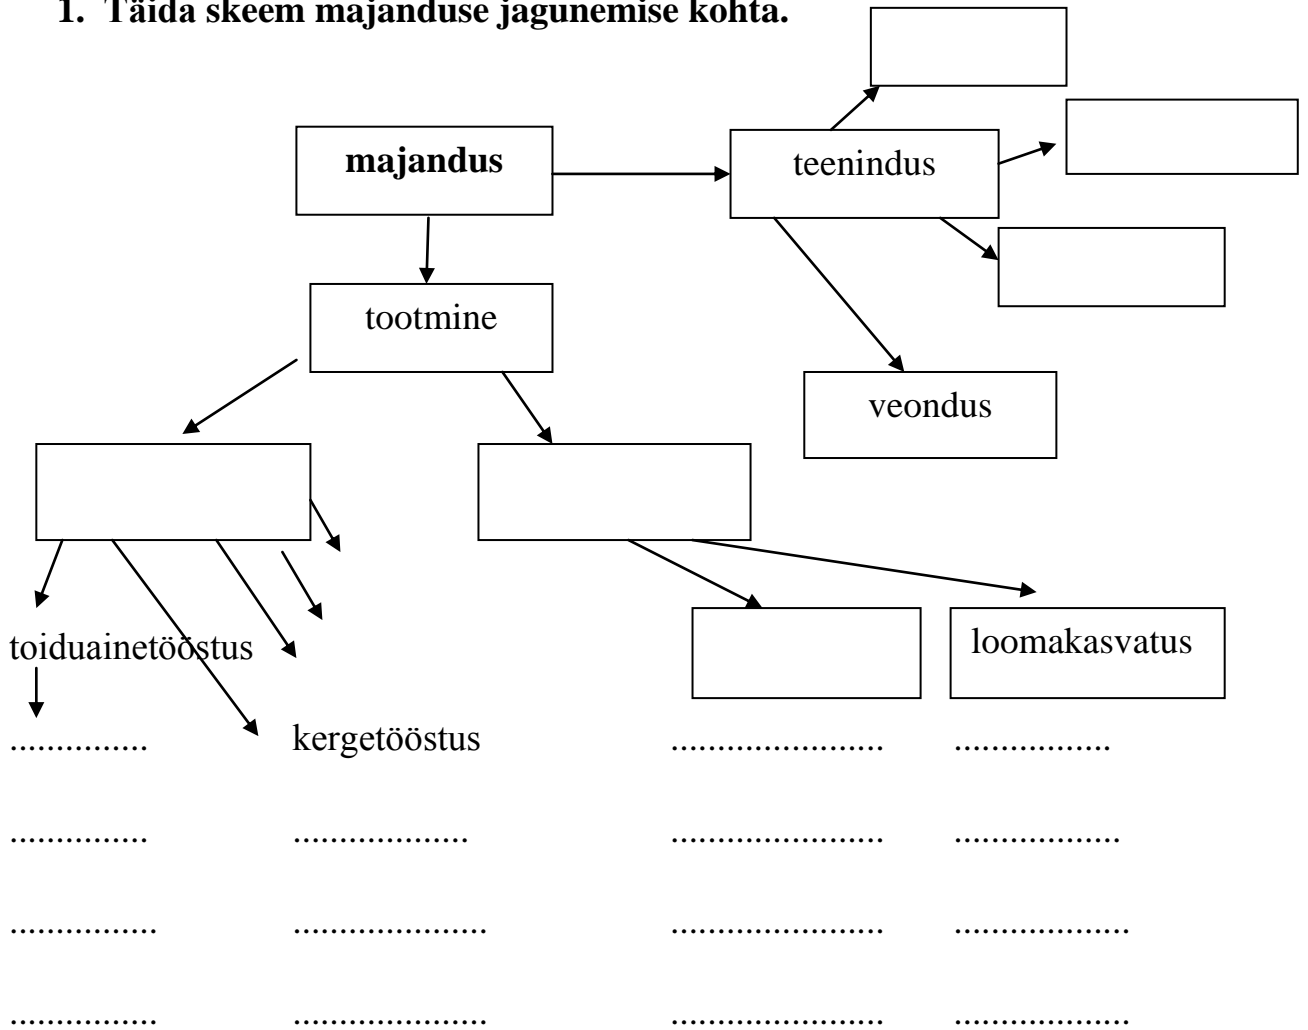 1. Täida skeem majanduse jagunemise kohta.
majandus
teenindus
tootmine
veondus
toiduainetööstus
loomakasvatus
............... kergetööstus ....................... .................
............... ................... ....................... ..................
................ ..................... ....................... ...................
................ ..................... ....................... ...................